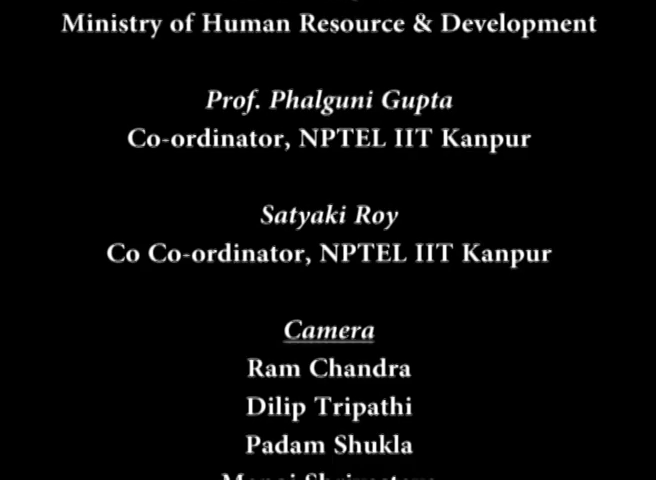 Ministry of Human Resource & Development
Prof. Phalguni Gupta
Co-ordinator, NPTEL IIT Kanpur
Satyaki Roy
Co Co-ordinator, NPTEL IIT Kanpur
Camera
Ram Chandra
Dilip Tripathi
Padam Shukla